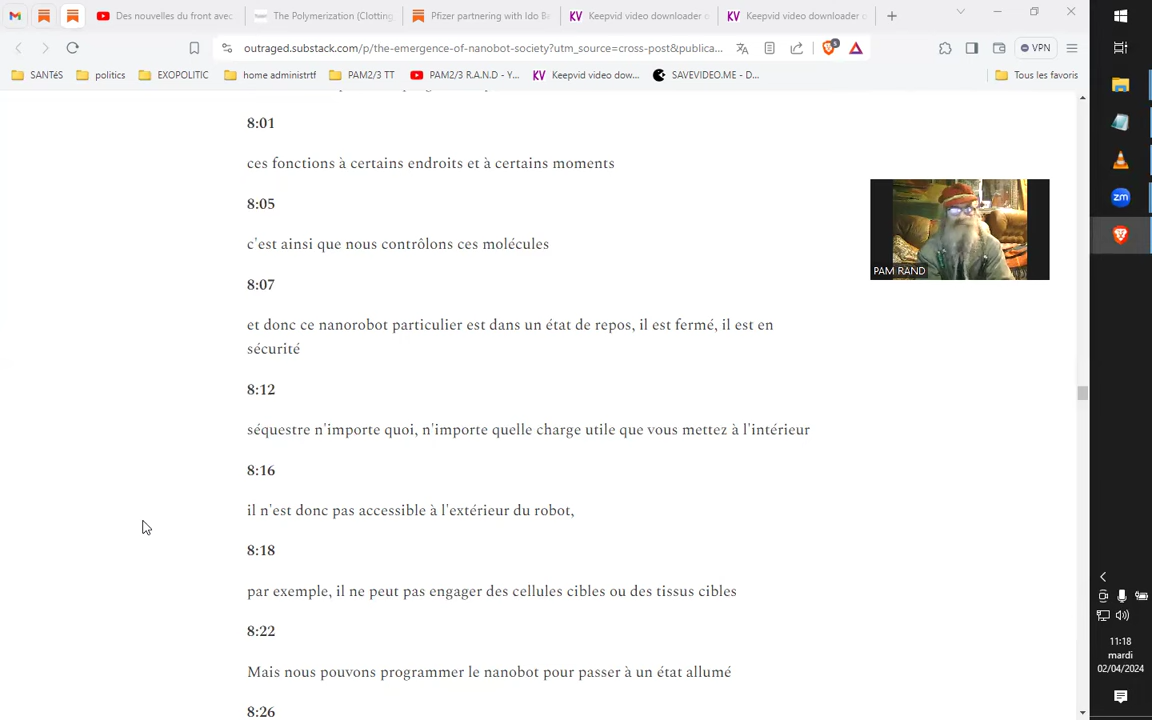 Des nouvelles du front avec
The Polymerization (Clotting
Pfizer partnering with Ido Ba
Keepvid video downloader o
Keepvid video downloader o
outraged.substack.com/p/the-emergence-of-nanobot-society?utm_source=cross-post&publica...
5
VPN
SANTéS
politics
EXOPOLITIC
home administrtf
PAM2/3 TT
PAM2/3 R.A.N.D - Y...
KV
Keepvid video dow...
SAVEVIDEO.ME - D...
Tous les favoris
8:01
ces fonctions à certains endroits et à certains moments
8:05
c'est ainsi que nous contrôlons ces molécules
8:07
et donc ce nanorobot particulier est dans un état de repos, il est fermé, il est en
sécurité
8:12
séquestre n'importe quoi, n'importe quelle charge utile que vous mettez à l'intérieur
8:16
il n'est donc pas accessible à l'extérieur du robot,
8:18
par exemple, il ne peut pas engager des cellules cibles ou des tissus cibles
8:22
Mais nous pouvons programmer le nanobot pour passer à un état allumé
8:26
PAM RAND
zm
11:18
mardi
02/04/2024